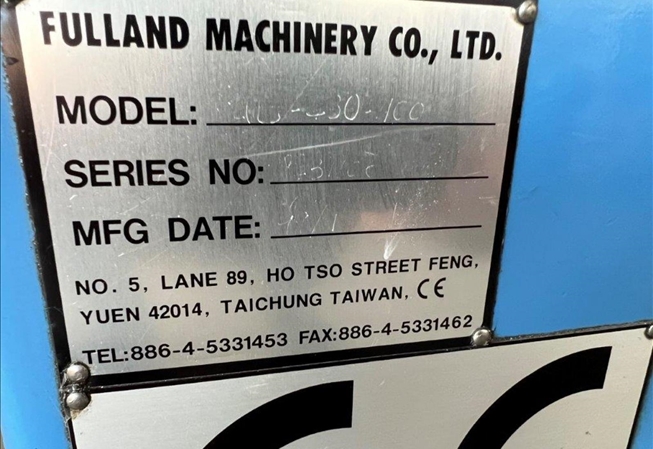 FULLAND MACHINERY CO., LTD.
MODEL:
SERIES NO:
MFG DATE:
NO. 5, LANE 89, HO TSO STREET FENG,
YUEN 42014, TAICHUNG TAIWAN, CE
TEL:886-4-5331453 FAX:886-4-5331462